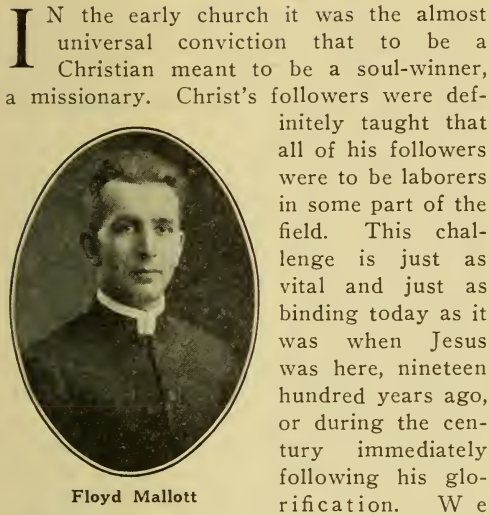 IN the early church it was the almost
universal conviction that to be a
Christian meant to be a soul-winner,
a missionary. Christ's followers were def-
initely taught that
all of his followers
were to be laborers
in some part of the
field. This chal-
lenge is just as
vital and just as
binding today as it
was when Jesus
was here, nineteen
hundred years ago,
or during the cen-
tury immediately
following his glo-
rification. We
Floyd Mallott